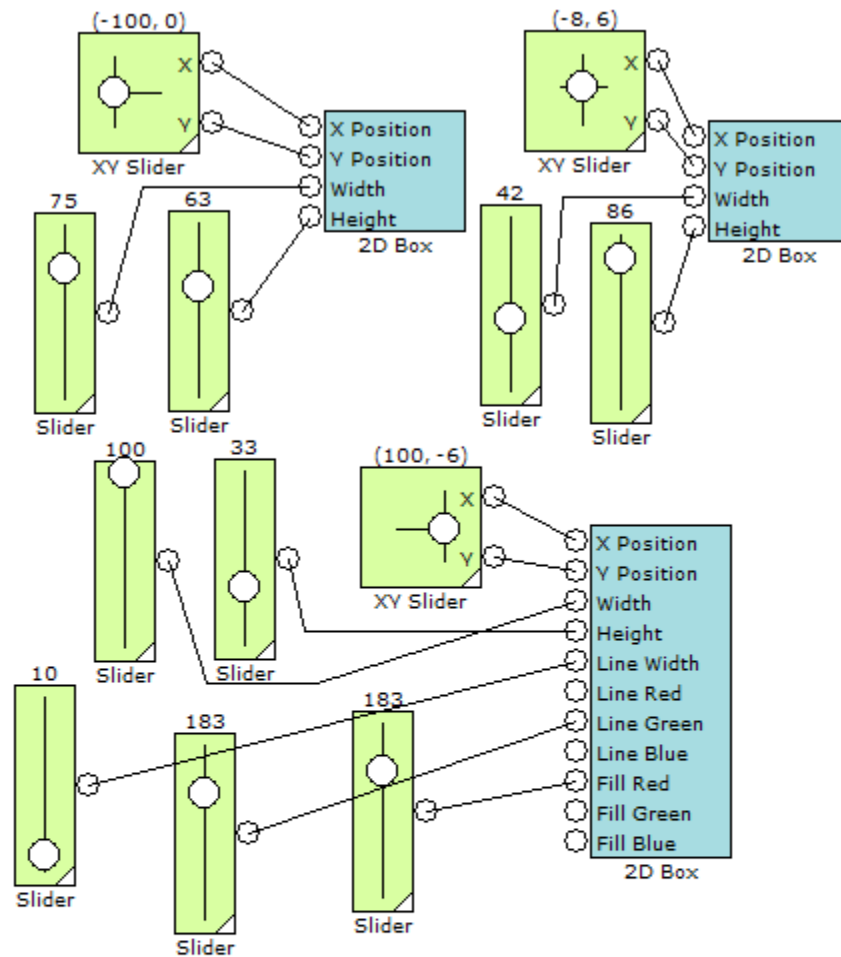 (-100, 0)
X
Y
XY Slider
X Position
Y Position
Width
Height
2D Box
75
Slider
63
Slider
(-8, 6)
X
Y
XY Slider
X Position
Y Position
Width
Height
2D Box
42
Slider
86
Slider
100
Slider
33
Slider
(100, -6)
X
Y
XY Slider
X Position
Y Position
Width
Height
Line Width
Line Red
Line Green
Line Blue
Fill Red
Fill Green
Fill Blue
2D Box
10
Slider
183
Slider
183
Slider